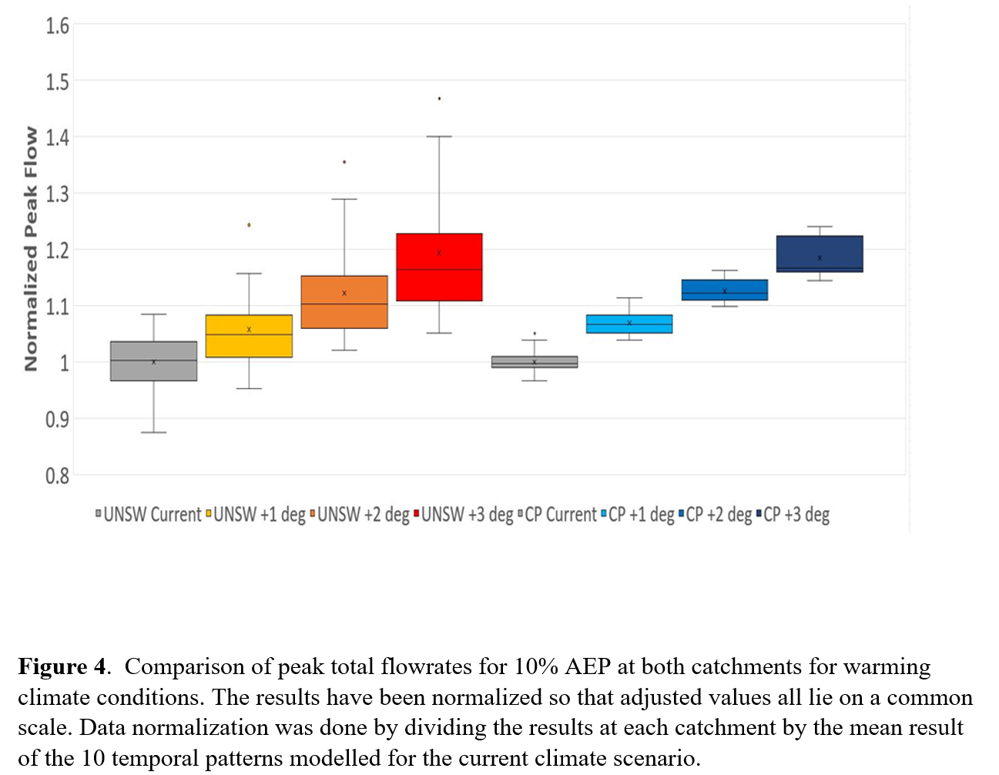 1.6
1.5
1.4
1.3
1.2
1.1
1
0.9
0.8
Normalized Peak Flow
UNSW Current UNSW +1 deg UNSW +2 deg UNSW +3 deg CP Current CP +1 deg CP +2 deg CP +3 deg
Figure 4. Comparison of peak total flowrates for 10% AEP at both catchments for warming
climate conditions. The results have been normalized so that adjusted values all lie on a common
scale. Data normalization was done by dividing the results at each catchment by the mean result
of the 10 temporal patterns modelled for the current climate scenario.